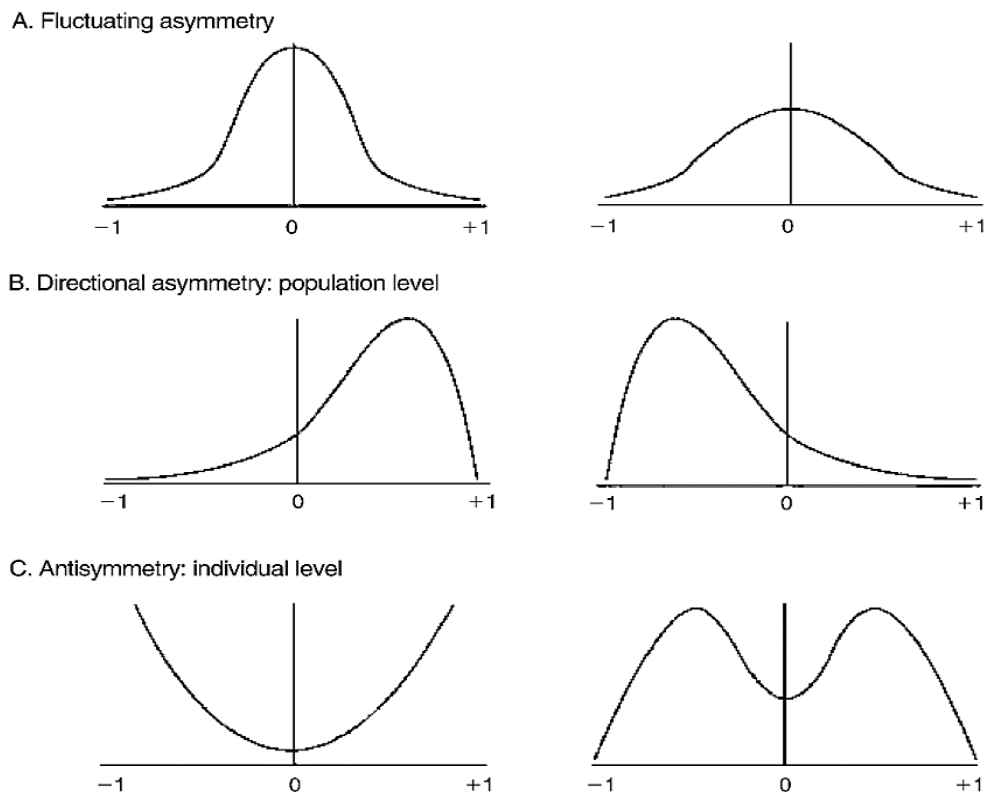 A. Fluctuating asymmetry
−1 0 +1 −1 0 +1
B. Directional asymmetry: population level
−1 0 +1 −1 0 +1
C. Antisymmetry: individual level
−1 0 +1 −1 0 +1